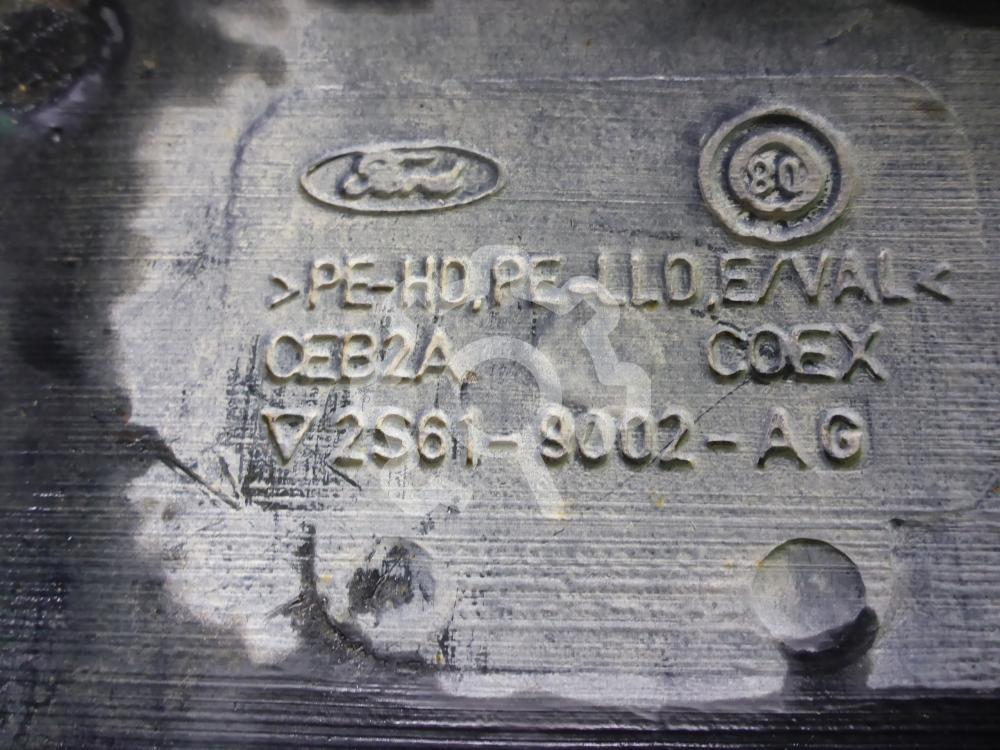 Ford 80
>PE-HD,PE-LLD,E/VAL<
CEB2A COEX
2S61-9002-AG